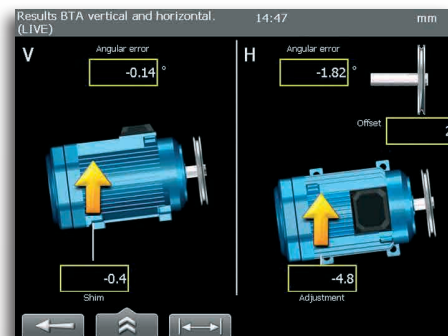 Results BTA vertical and horizontal. 14:47 mm
(LIVE)
V
Angular error
-0.14 °
H
Angular error
-1.82 °
Offset
2
-0.4
Shim
-4.8
Adjustment